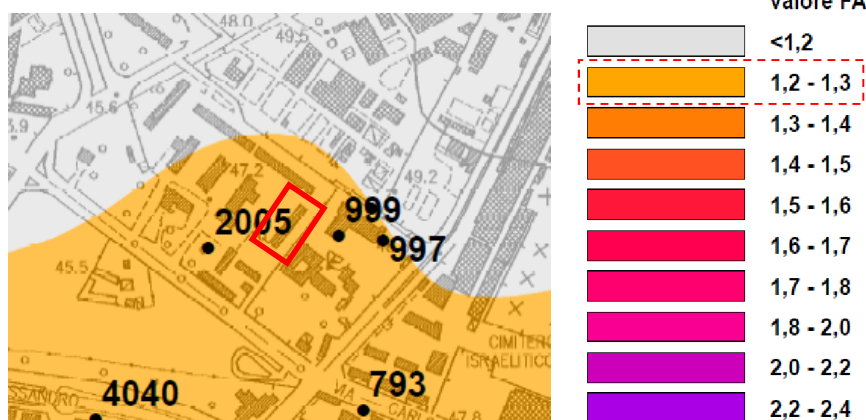 valore FA
48.0
<1,2
49.5
1,2 - 1,3
45.6
1,3 - 1,4
47.2
49.2
1,4 - 1,5
2005
999
1,5 - 1,6
997
1,6 - 1,7
45.5
1,7 - 1,8
1,8 - 2,0
CIMITERO
ISRAELITICO
2,0 - 2,2
4040
793
VIA
CARL
47.8
2,2 - 2,4